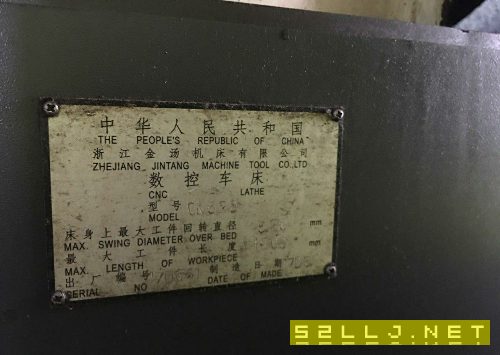 中华人民共和国
THE PEOPLE'S REPUBLIC OF CHINA
浙江金汤机床有限公司
ZHEJIANG JINTANG MACHINE TOOL CO.,LTD
数控车床
CNC LATHE
型号
MODEL
床身上最大工件回转直径 mm
MAX. SWING DIAMETER OVER BED
最大工件长度 mm
MAX. LENGTH OF WORKPIECE
出厂编号 制造日期
SERIAL NO DATE OF MADE
52LLJ.NET